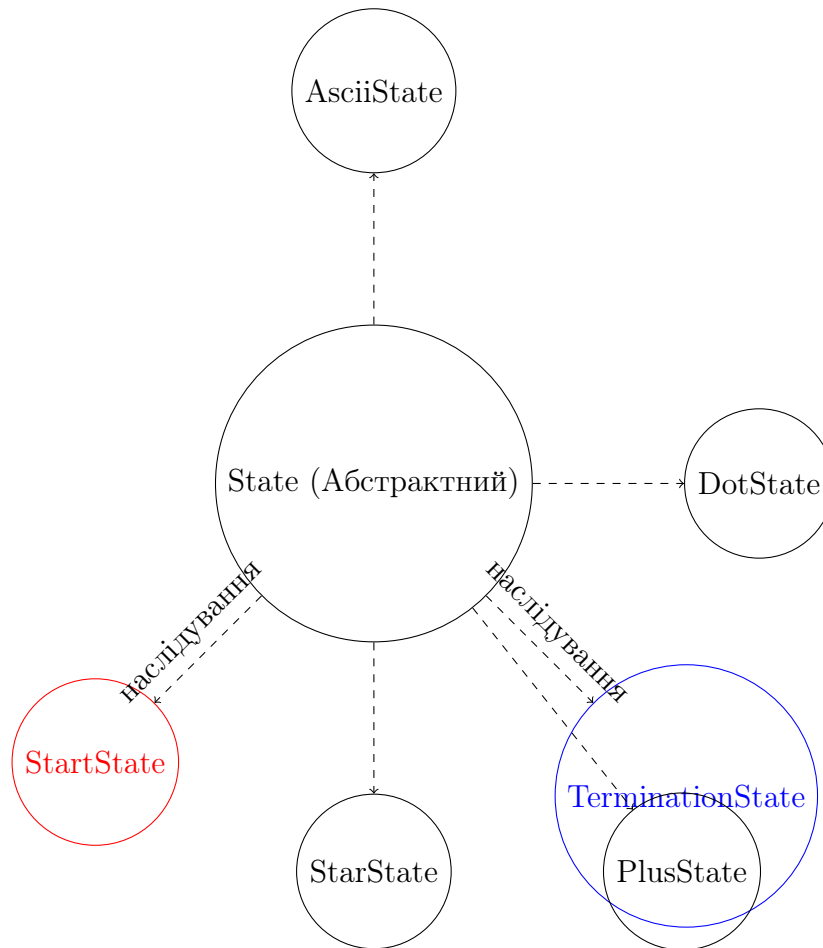 AsciiState
State (Абстрактний)
DotState
наслідування
наслідування
StartState
TerminationState
StarState
PlusState